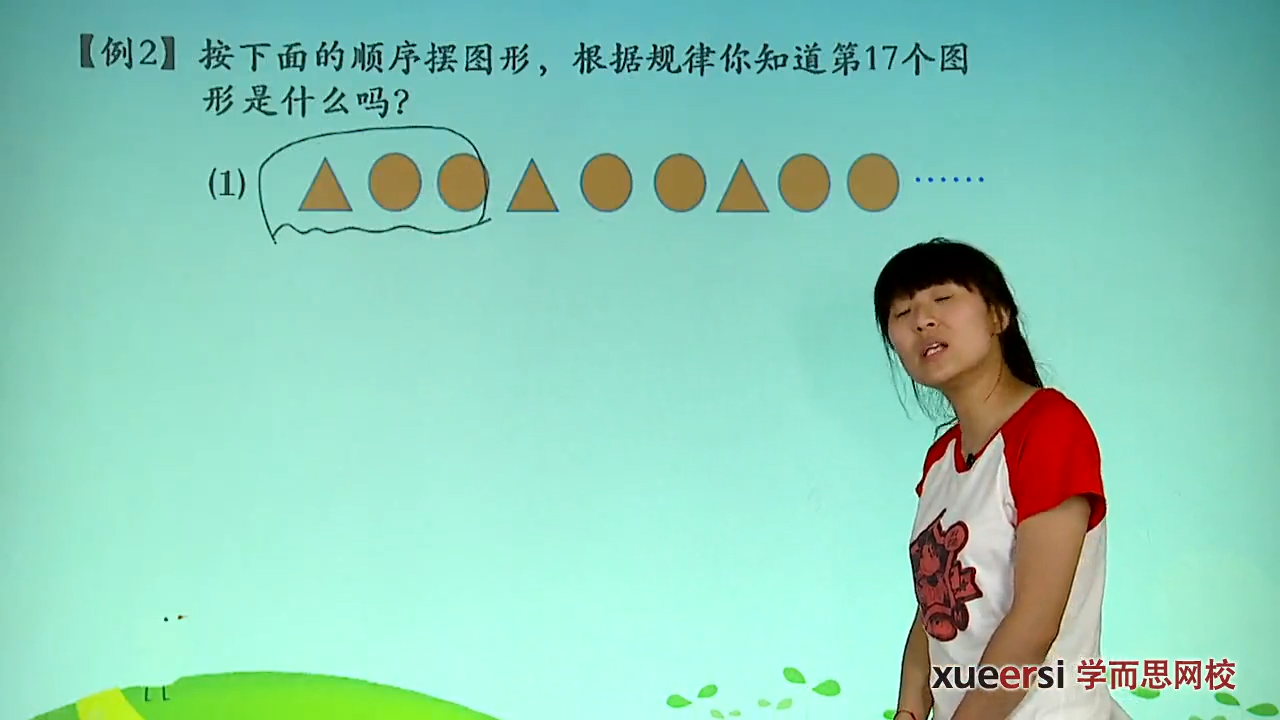 【例2】按下面的顺序摆图形，根据规律你知道第17个图
形是什么吗？
(1) ......
xueersi 学而思网校